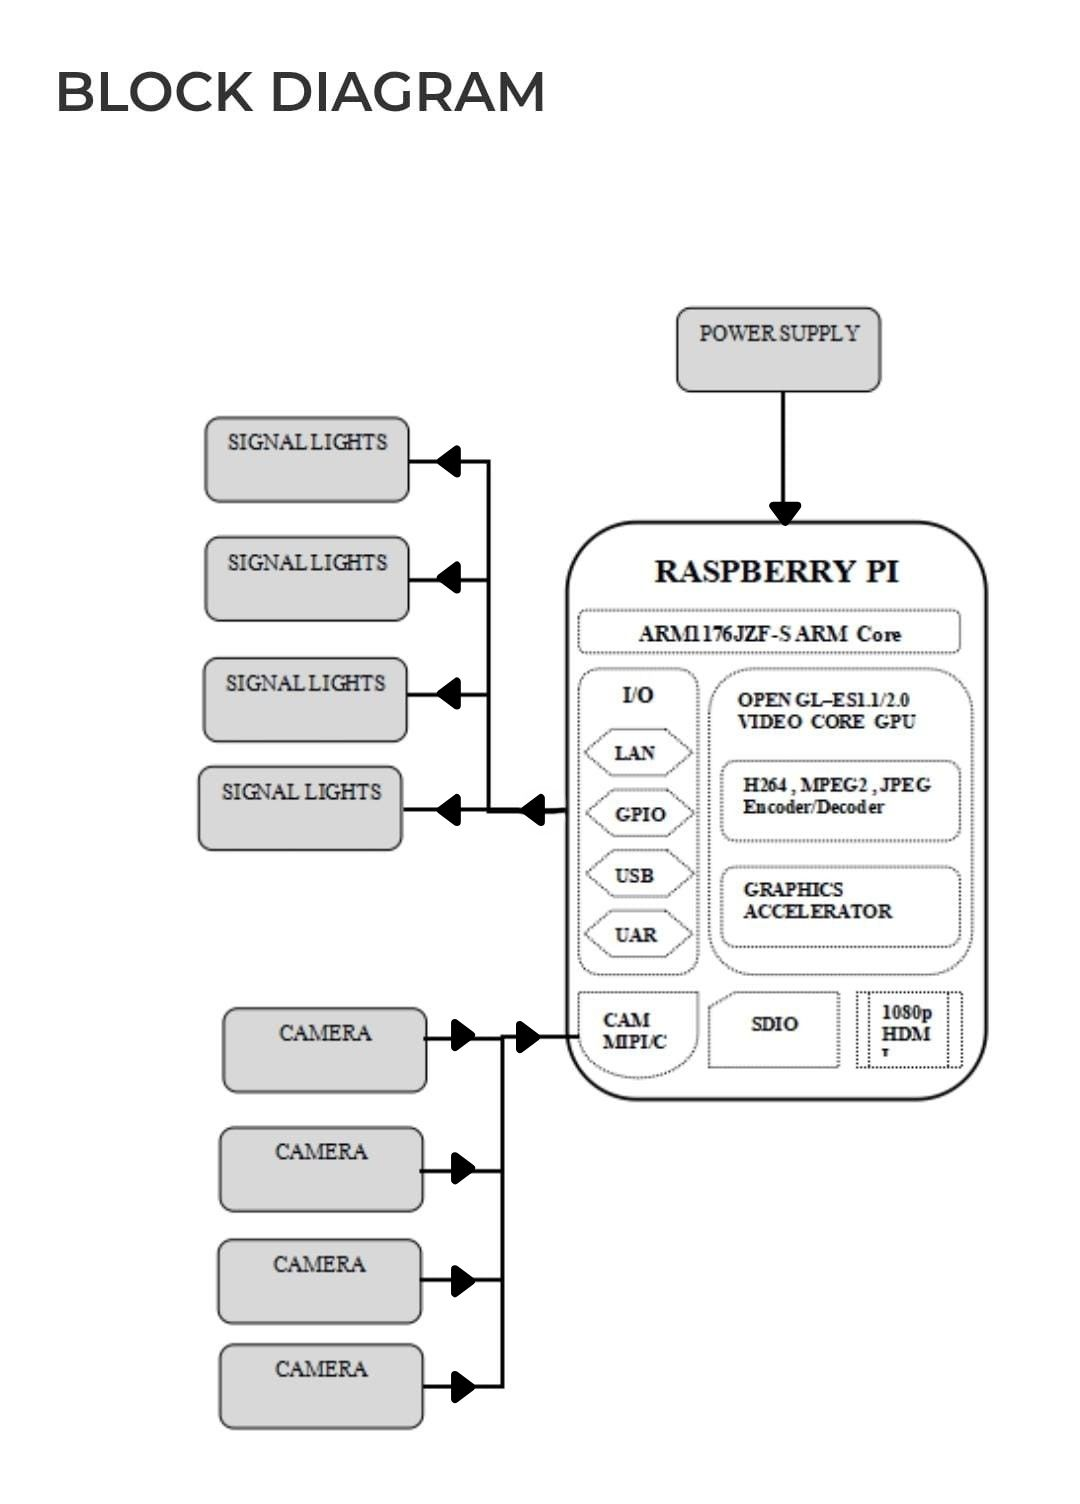 BLOCK DIAGRAM
POWER SUPPLY
SIGNAL LIGHTS
SIGNAL LIGHTS
SIGNAL LIGHTS
SIGNAL LIGHTS
RASPBERRY PI
ARM1176JZF-S ARM Core
I/O
LAN
GPIO
USB
UAR
OPEN GL–ES1.1/2.0
VIDEO CORE GPU
H264 , MPEG2 , JPEG
Encoder/Decoder
GRAPHICS
ACCELERATOR
CAM
MIPI/C
SDIO
1080p
HDM
CAMERA
CAMERA
CAMERA
CAMERA